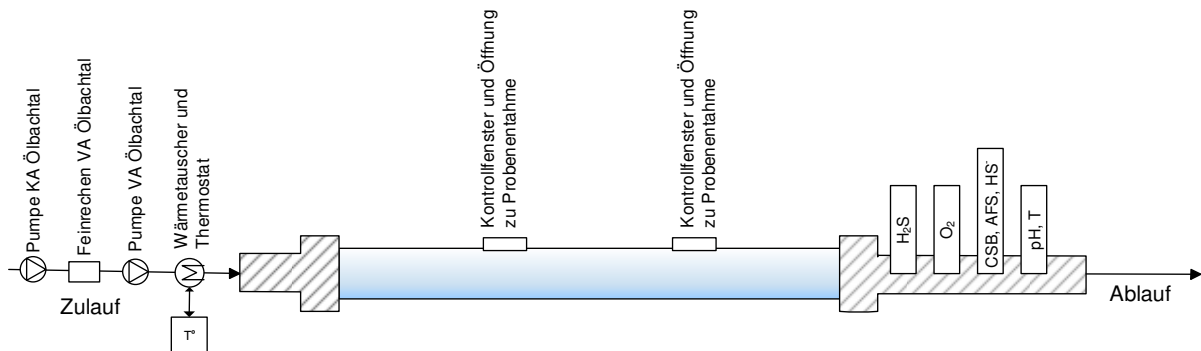 Pumpe KA Ölbachtal
Feinrechen VA Ölbachtal
Pumpe VA Ölbachtal
Wärmetauscher und
Thermostat
M
T°
Zulauf
Kontrollfenster und Öffnung
zu Probenentahme
Kontrollfenster und Öffnung
zu Probenentahme
H₂S
O₂
CSB, AFS, HS⁻
pH, T
Ablauf